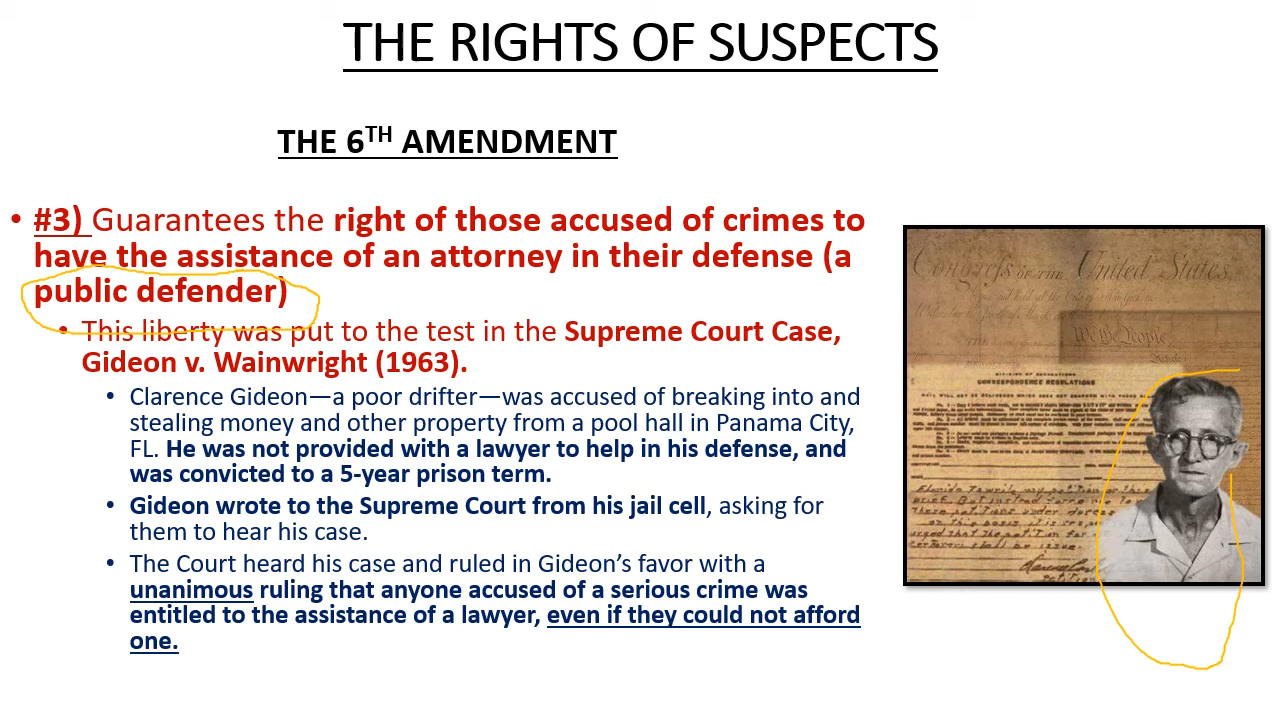 THE RIGHTS OF SUSPECTS
THE 6TH AMENDMENT
• #3) Guarantees the right of those accused of crimes to
have the assistance of an attorney in their defense (a
public defender)
• This liberty was put to the test in the Supreme Court Case,
Gideon v. Wainwright (1963).
• Clarence Gideon—a poor drifter—was accused of breaking into and
stealing money and other property from a pool hall in Panama City,
FL. He was not provided with a lawyer to help in his defense, and
was convicted to a 5-year prison term.
• Gideon wrote to the Supreme Court from his jail cell, asking for
them to hear his case.
• The Court heard his case and ruled in Gideon’s favor with a
unanimous ruling that anyone accused of a serious crime was
entitled to the assistance of a lawyer, even if they could not afford
one.
Congress OF THE United States,
We the People
CORRESPONDENCE REGULATIONS